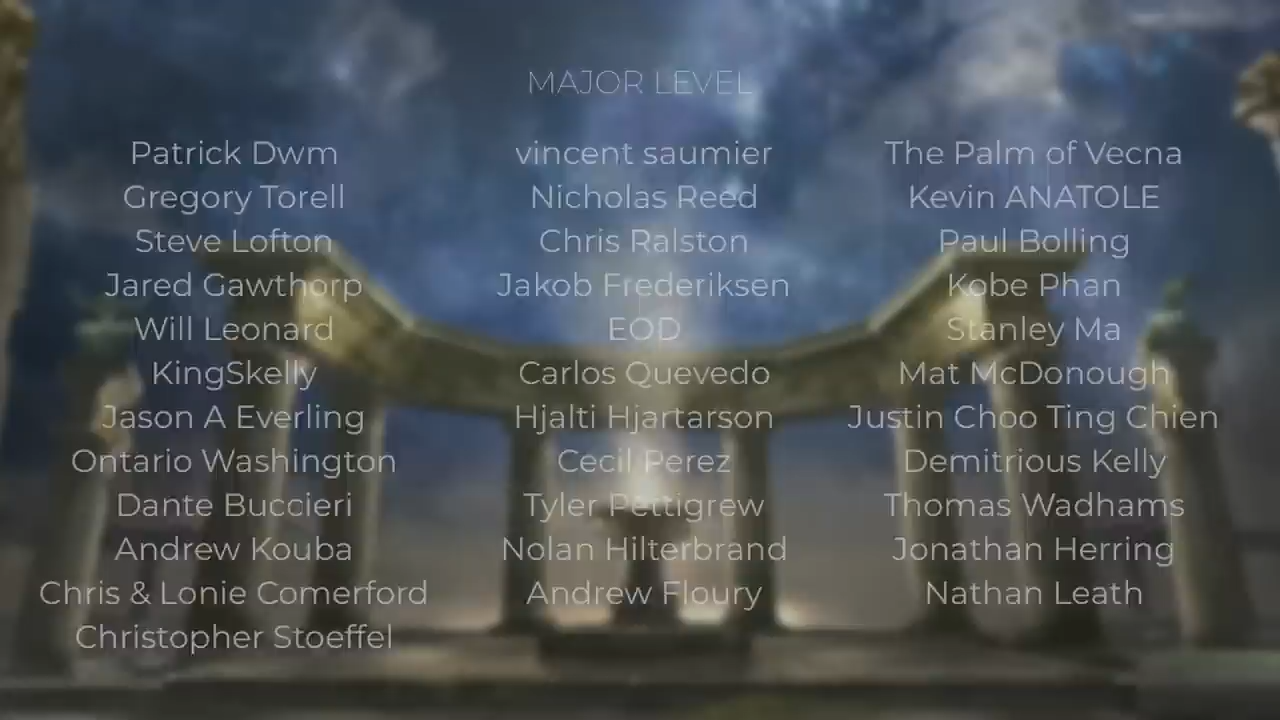 MAJOR LEVEL
Patrick Dwm
Gregory Torell
Steve Lofton
Jared Gawthorp
Will Leonard
KingSkelly
Jason A Everling
Ontario Washington
Dante Buccieri
Andrew Kouba
Chris & Lonie Comerford
Christopher Stoeffel
vincent saumier
Nicholas Reed
Chris Ralston
Jakob Frederiksen
EOD
Carlos Quevedo
Hjalti Hjartarson
Cecil Perez
Tyler Pettigrew
Nolan Hilterbrand
Andrew Floury
The Palm of Vecna
Kevin ANATOLE
Paul Bolling
Kobe Phan
Stanley Ma
Mat McDonough
Justin Choo Ting Chien
Demitrious Kelly
Thomas Wadhams
Jonathan Herring
Nathan Leath